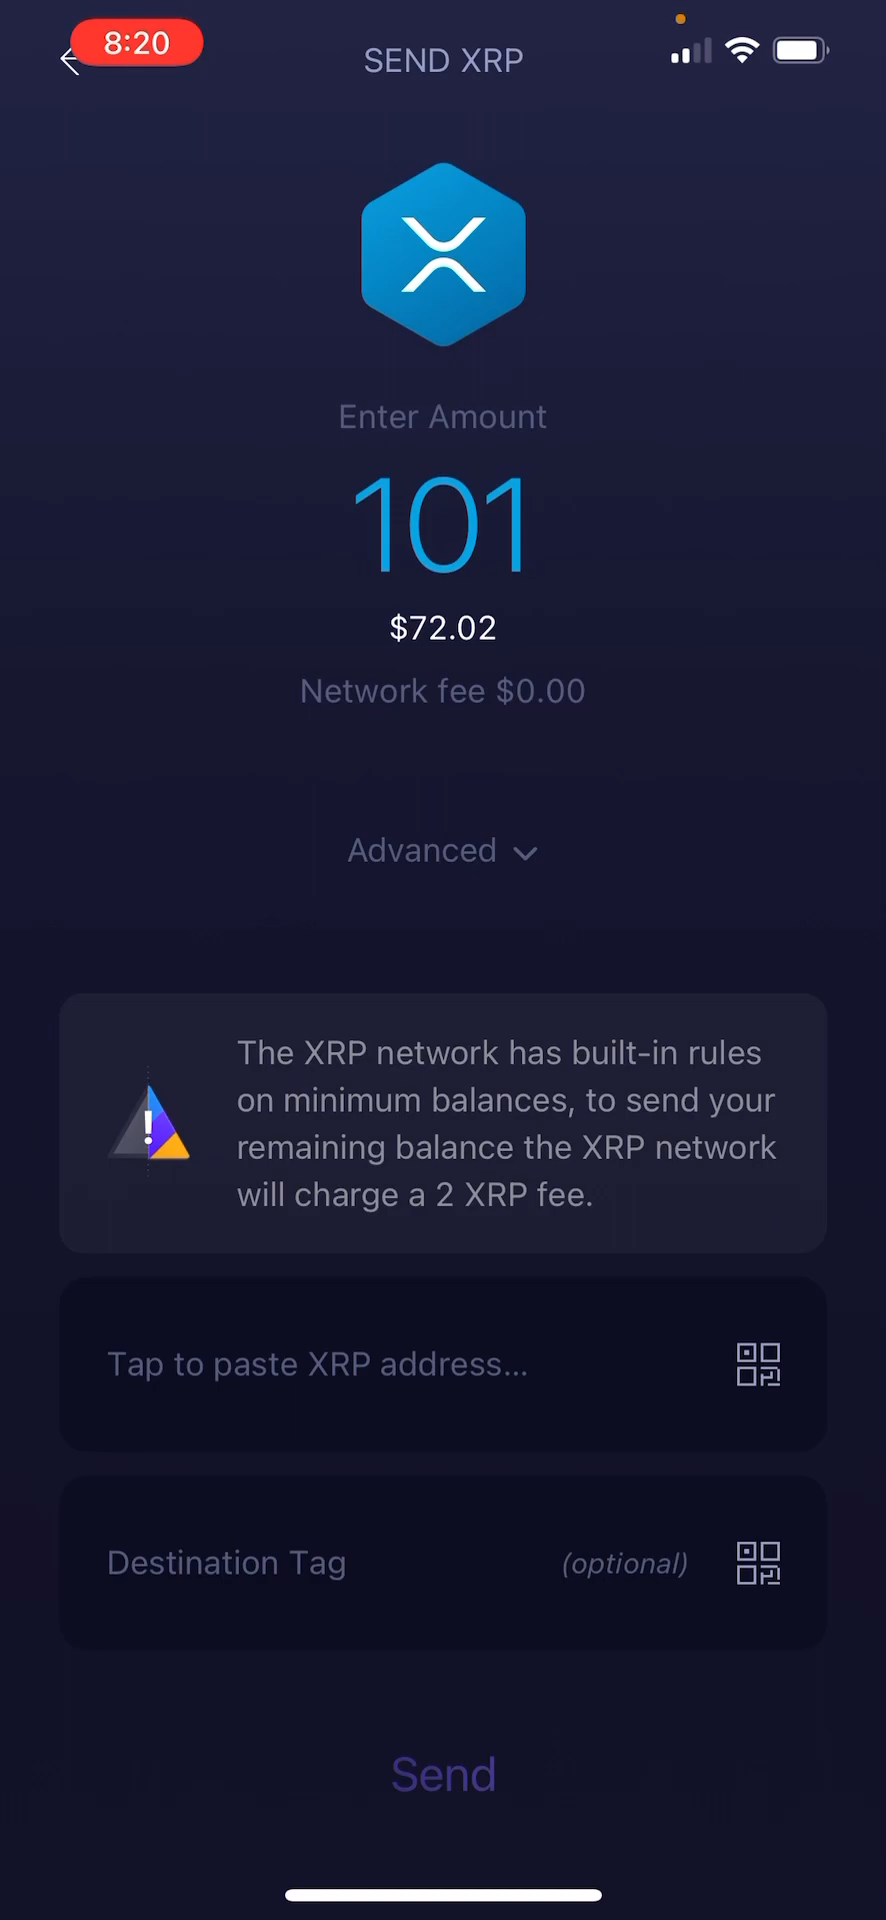 8:20
SEND XRP
Enter Amount
101
$72.02
Network fee $0.00
Advanced
The XRP network has built-in rules
on minimum balances, to send your
remaining balance the XRP network
will charge a 2 XRP fee.
Tap to paste XRP address...
Destination Tag (optional)
Send